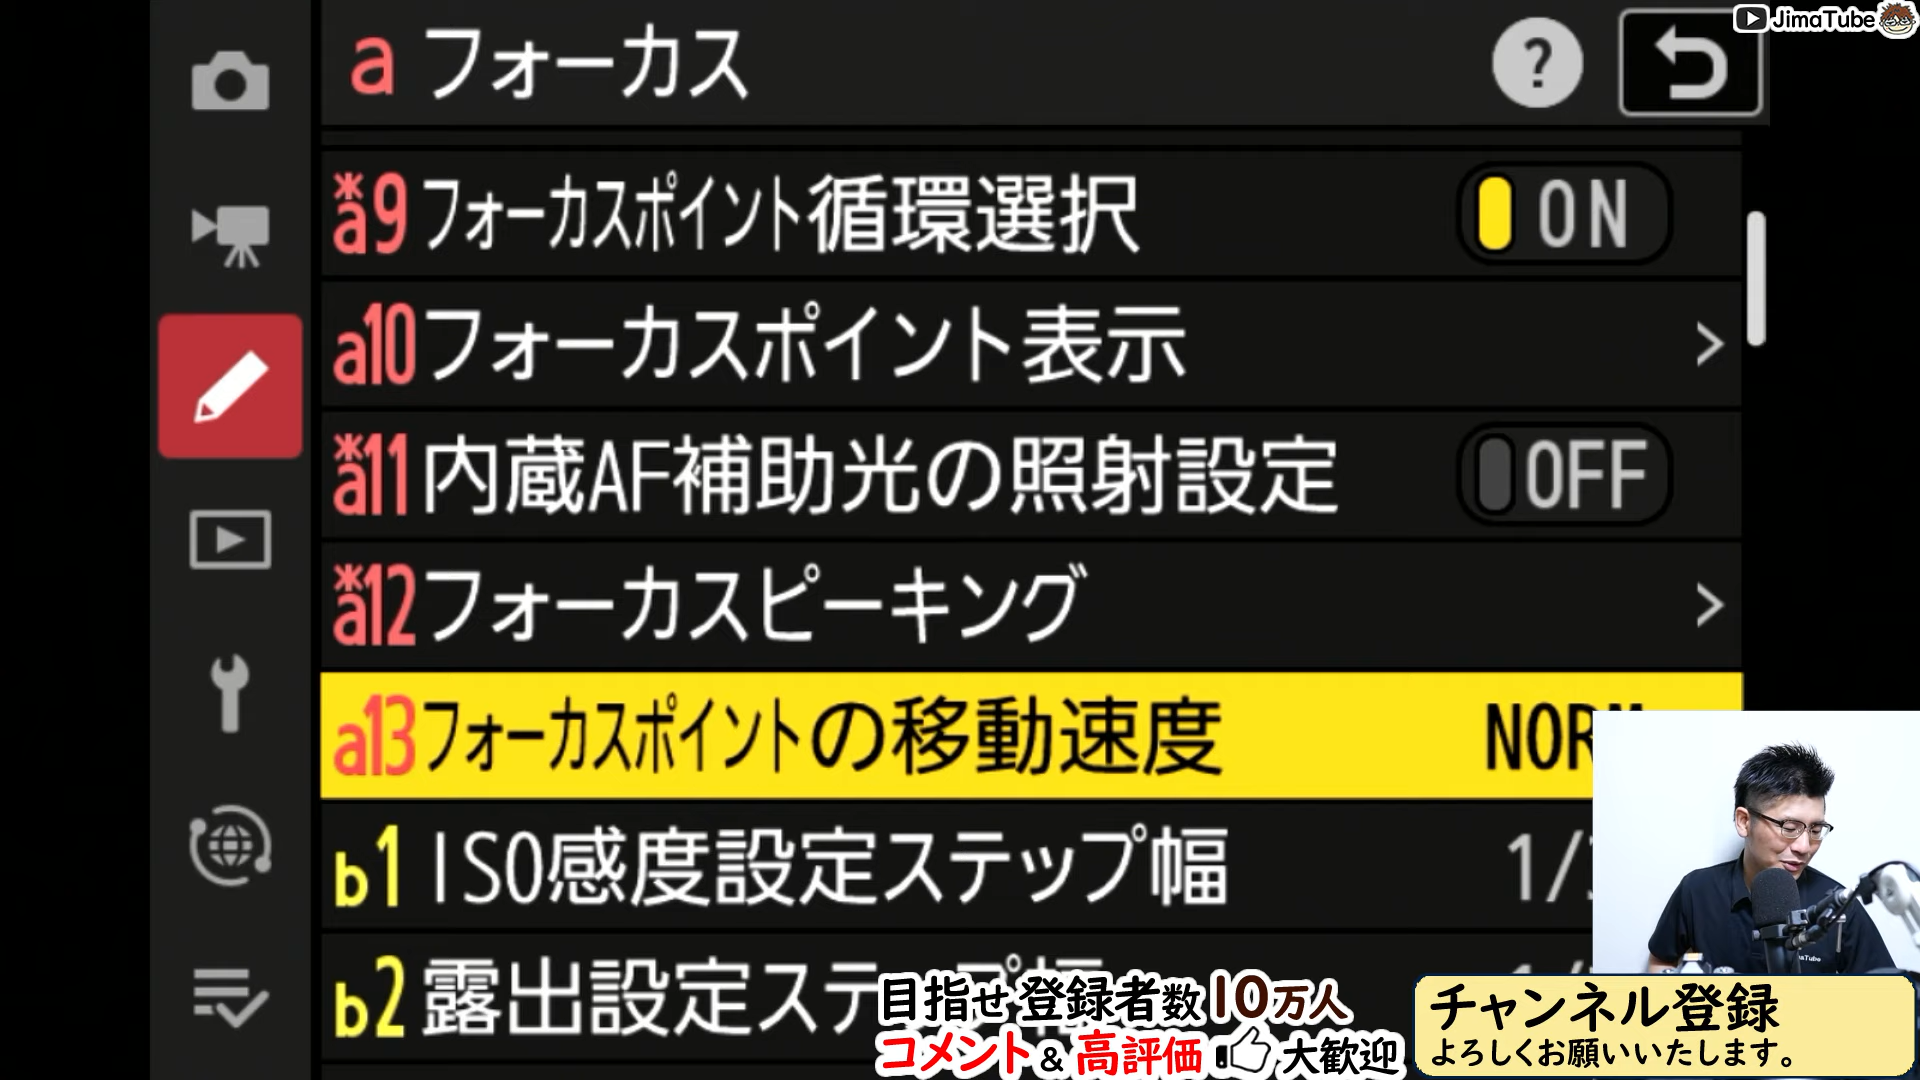 JimaTube
a フォーカス
?
*a9 フォーカスポイント循環選択 ON
a10 フォーカスポイント表示
*a11 内蔵AF補助光の照射設定 OFF
*a12 フォーカスピーキング
a13 フォーカスポイントの移動速度 NORM
b1 ISO感度設定ステップ幅 1/
b2 露出設定ステップ幅
目指せ登録者数10万人
コメント&高評価 大歓迎
チャンネル登録
よろしくお願いいたします。